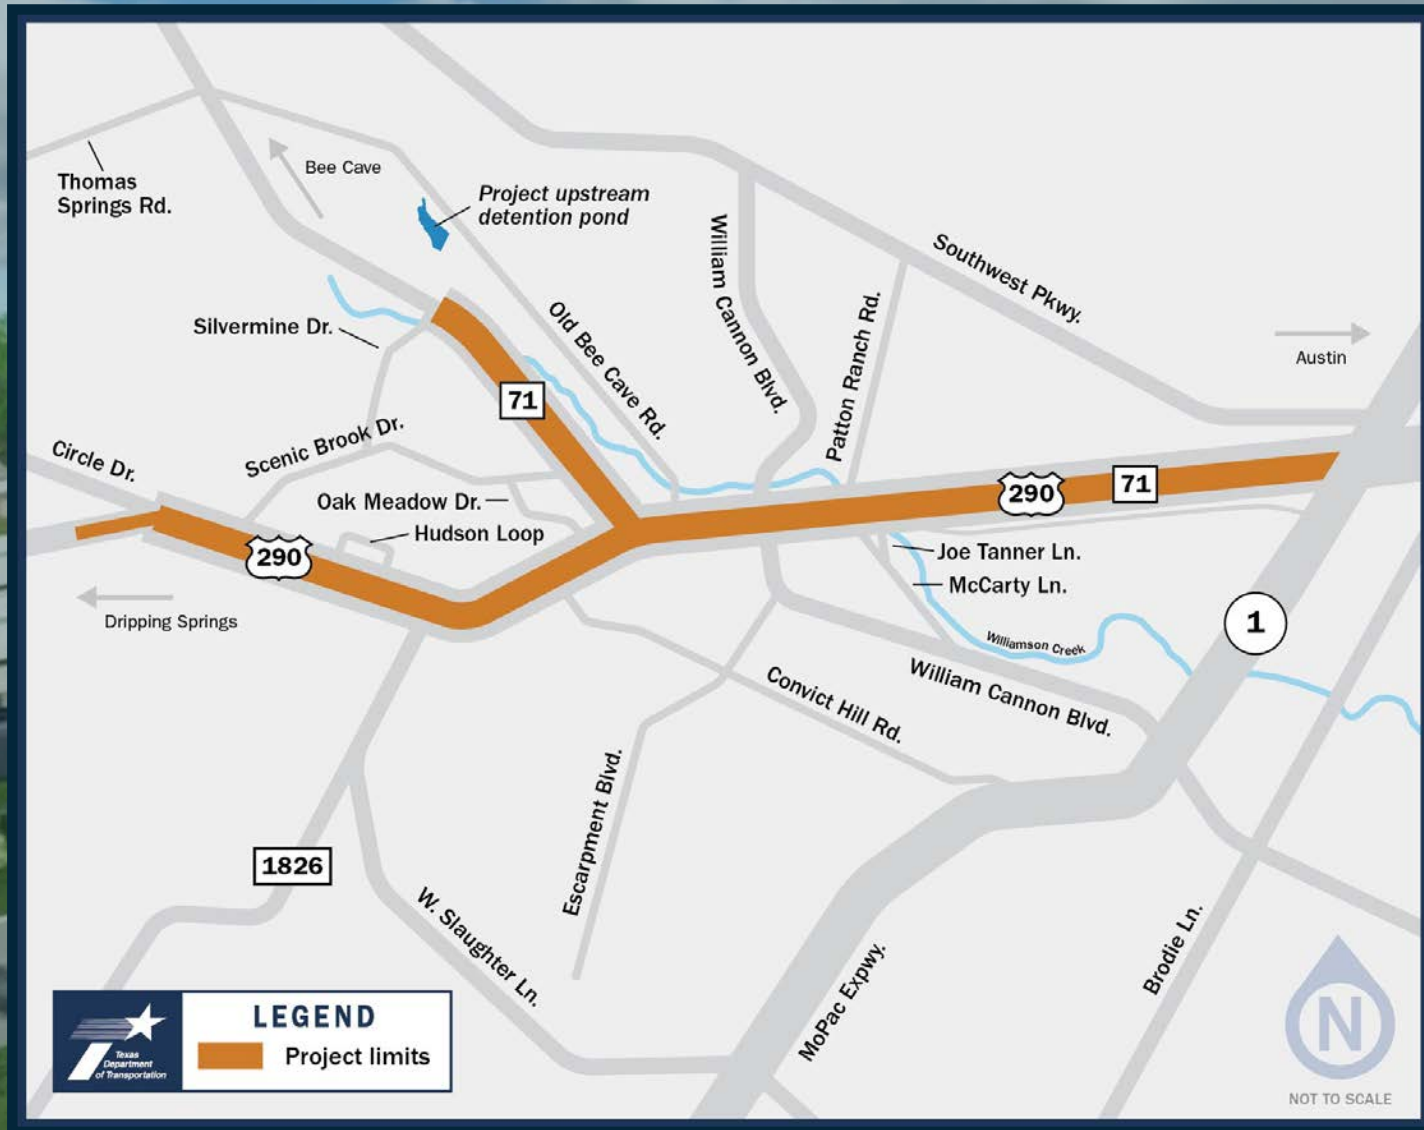 Thomas
Springs Rd.
Bee Cave
Project upstream
detention pond
William Cannon Blvd.
Southwest Pkwy.
Silvermine Dr.
Old Bee Cave Rd.
Patton Ranch Rd.
Austin
71
Circle Dr.
Scenic Brook Dr.
Oak Meadow Dr.
Hudson Loop
290
290
71
Joe Tanner Ln.
McCarty Ln.
Dripping Springs
Williamson Creek
1
William Cannon Blvd.
Convict Hill Rd.
Escarpment Blvd.
1826
W. Slaughter Ln.
MoPac Expwy.
Brodie Ln.
Texas
Department
of Transportation
LEGEND
Project limits
N
NOT TO SCALE